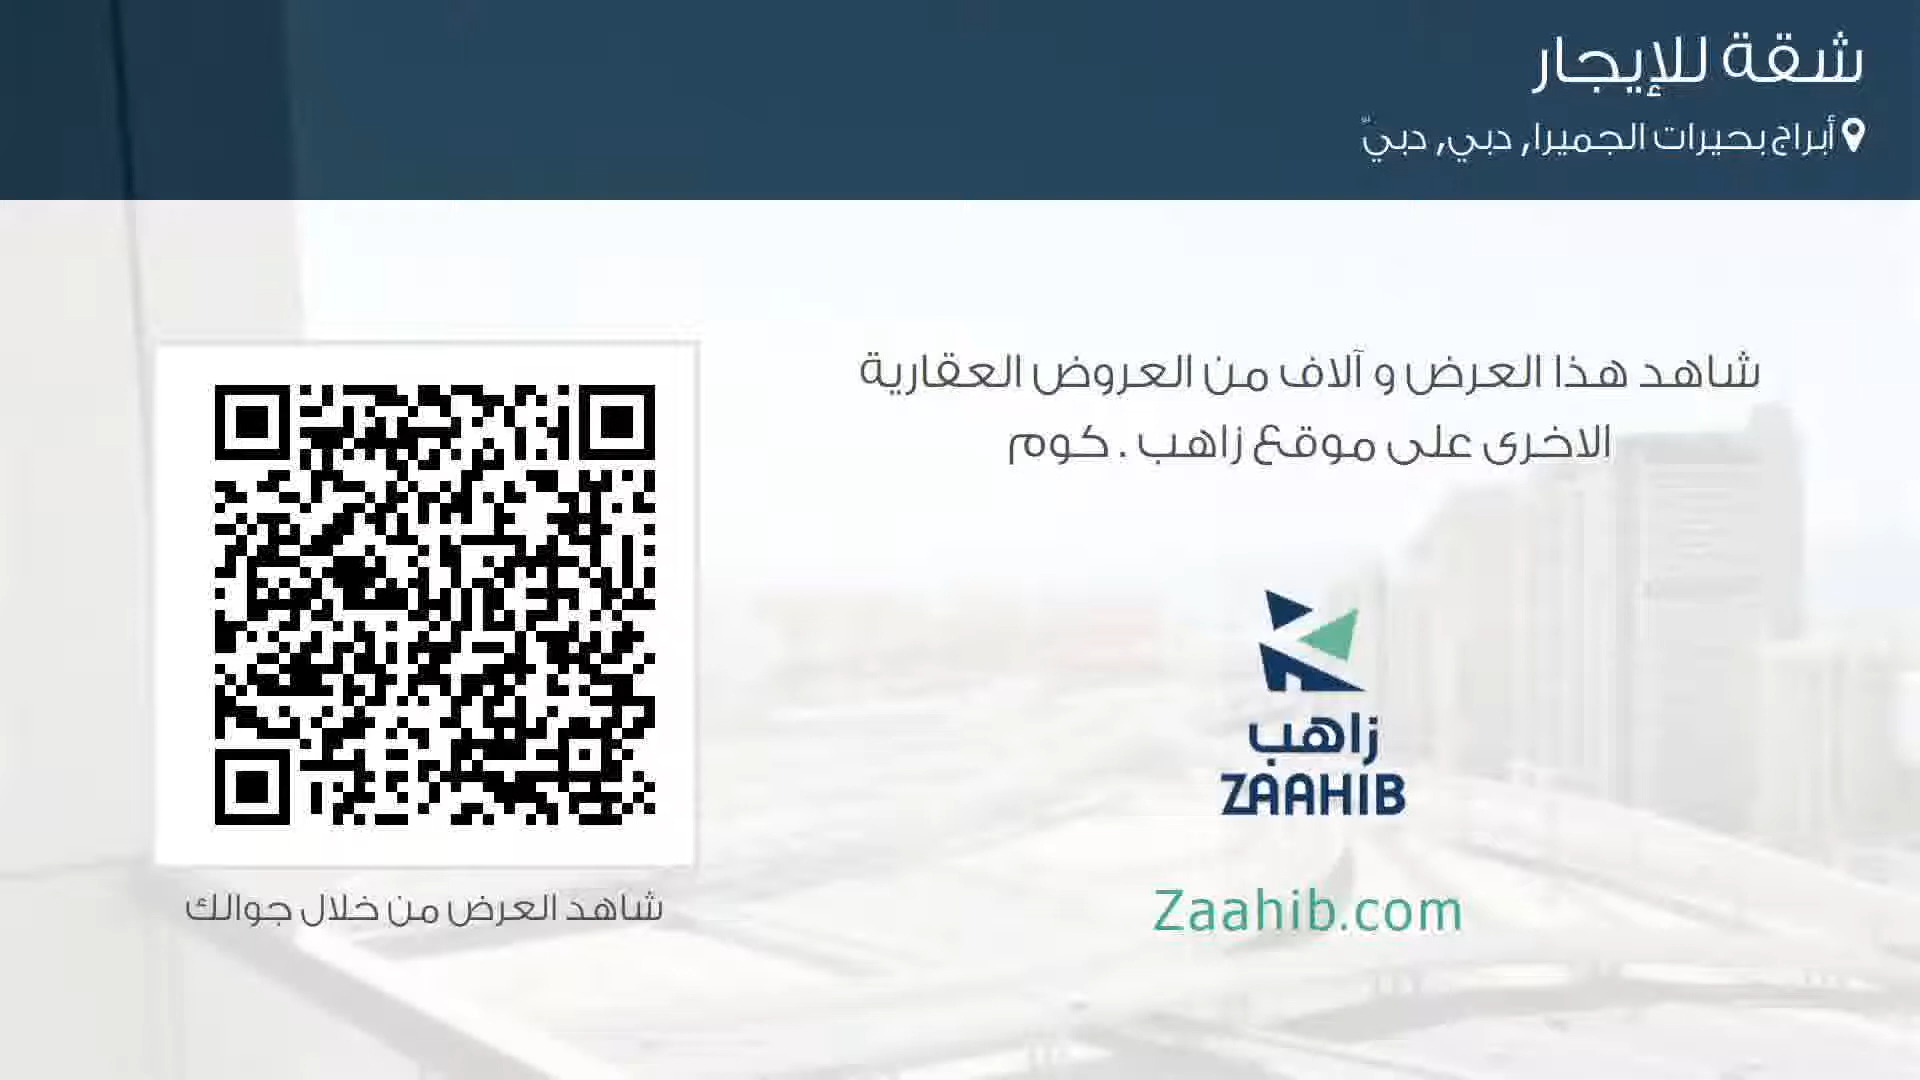 شقة للإيجار
أبراج بحيرات الجميرا, دبي, دبيّ
شاهد هذا العرض و آلاف من العروض العقارية
الاخرى على موقع زاهب . كوم
زاهب
ZAAHIB
Zaahib.com
شاهد العرض من خلال جوالك